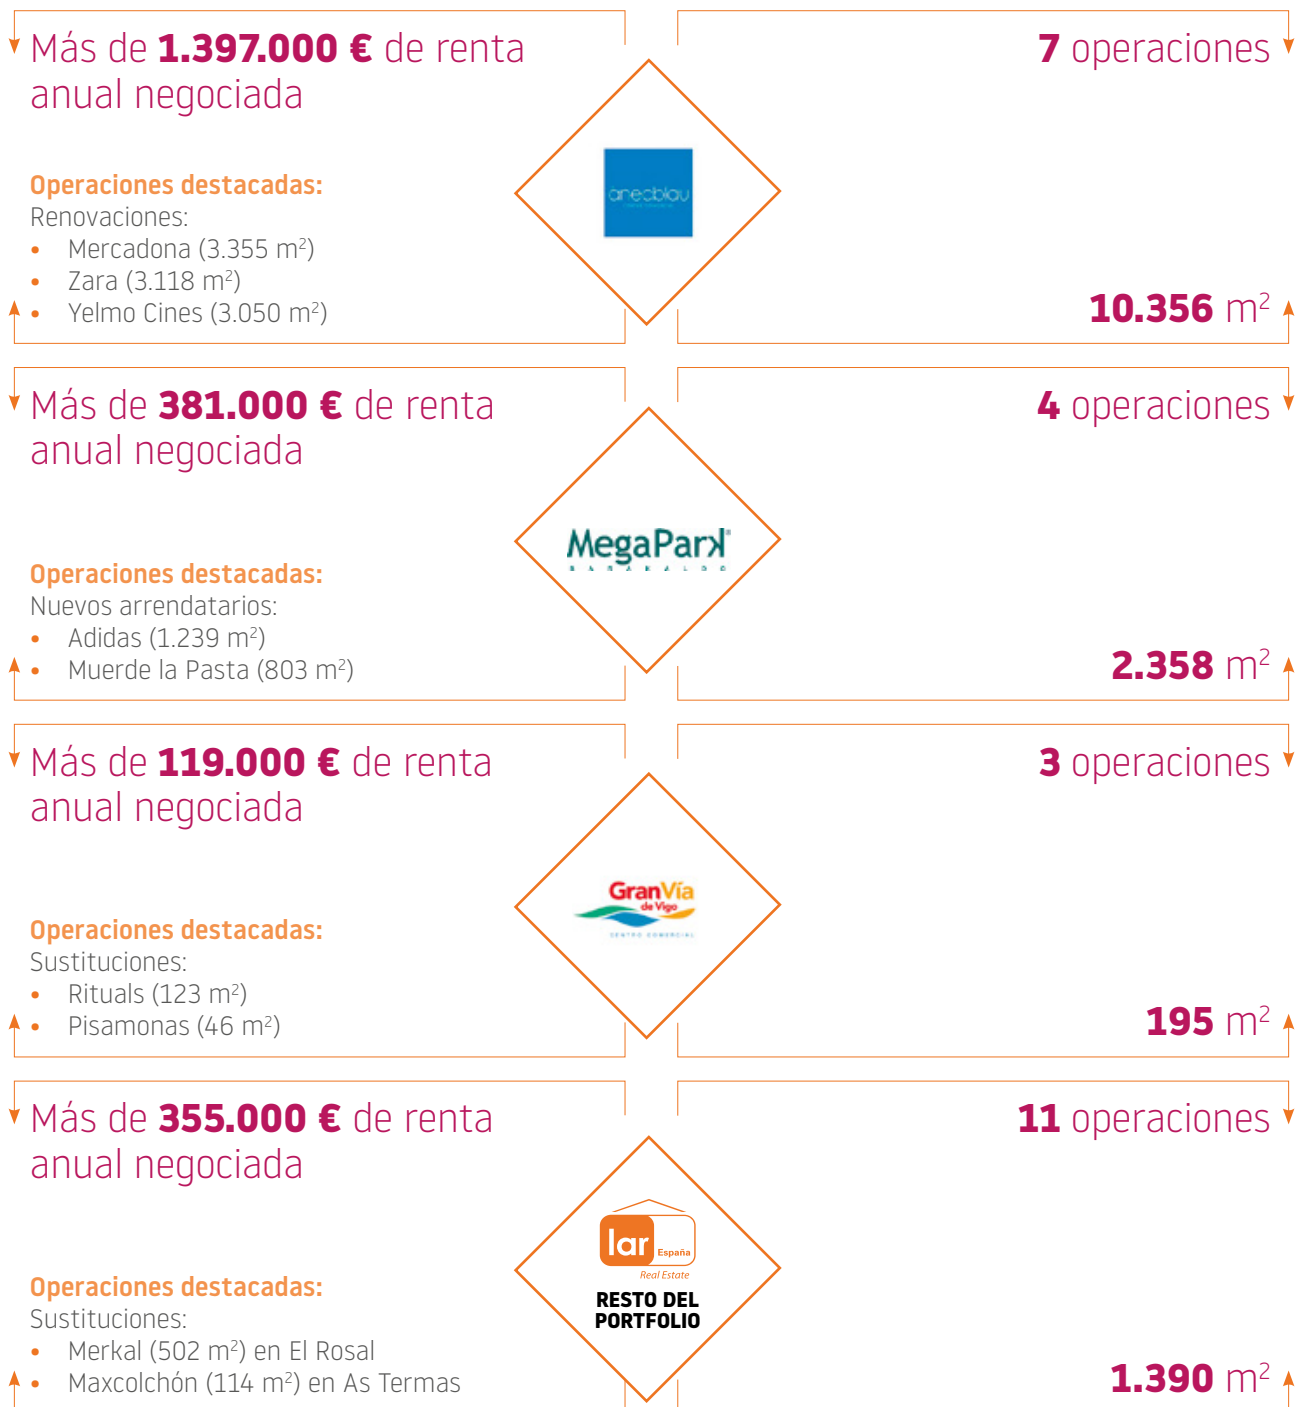 Más de 1.397.000 € de renta
anual negociada
7 operaciones
Operaciones destacadas:
Renovaciones:
• Mercadona (3.355 m²)
• Zara (3.118 m²)
• Yelmo Cines (3.050 m²)
anecblau
10.356 m²
Más de 381.000 € de renta
anual negociada
4 operaciones
MegaPark
BARAKALDO
Operaciones destacadas:
Nuevos arrendatarios:
• Adidas (1.239 m²)
• Muerde la Pasta (803 m²)
2.358 m²
Más de 119.000 € de renta
anual negociada
3 operaciones
GranVía
de Vigo
CENTRO COMERCIAL
Operaciones destacadas:
Sustituciones:
• Rituals (123 m²)
• Pisamonas (46 m²)
195 m²
Más de 355.000 € de renta
anual negociada
11 operaciones
lar
España
Real Estate
RESTO DEL
PORTFOLIO
Operaciones destacadas:
Sustituciones:
• Merkal (502 m²) en El Rosal
• Maxcolchón (114 m²) en As Termas
1.390 m²